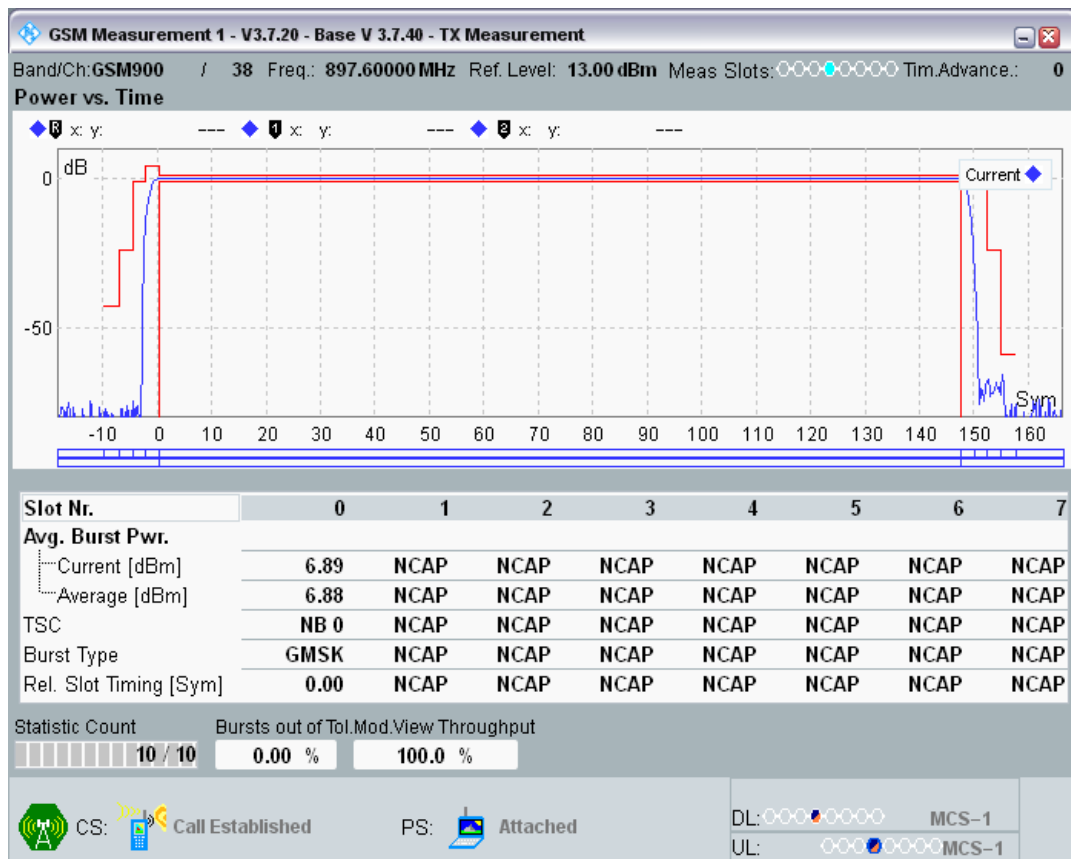 GSM Measurement 1 - V3.7.20 - Base V 3.7.40 - TX Measurement
Band/Ch:GSM900 / 38 Freq.: 897.60000 MHz Ref. Level: 13.00 dBm Meas Slots: Tim.Advance.: 0
Power vs. Time
R x: y: --- 1 x: y: --- 2 x: y: ---
dB
Current
0
-50
Sym
-10 0 10 20 30 40 50 60 70 80 90 100 110 120 130 140 150 160
Slot Nr. 0 1 2 3 4 5 6 7
Avg. Burst Pwr.
Current [dBm] 6.89 NCAP NCAP NCAP NCAP NCAP NCAP NCAP
Average [dBm] 6.88 NCAP NCAP NCAP NCAP NCAP NCAP NCAP
TSC NB 0 NCAP NCAP NCAP NCAP NCAP NCAP NCAP
Burst Type GMSK NCAP NCAP NCAP NCAP NCAP NCAP NCAP
Rel. Slot Timing [Sym] 0.00 NCAP NCAP NCAP NCAP NCAP NCAP NCAP
Statistic Count Bursts out of Tol.Mod.View Throughput
10 / 10 0.00 % 100.0 %
CS: Call Established PS: Attached
DL: MCS-1
UL: MCS-1